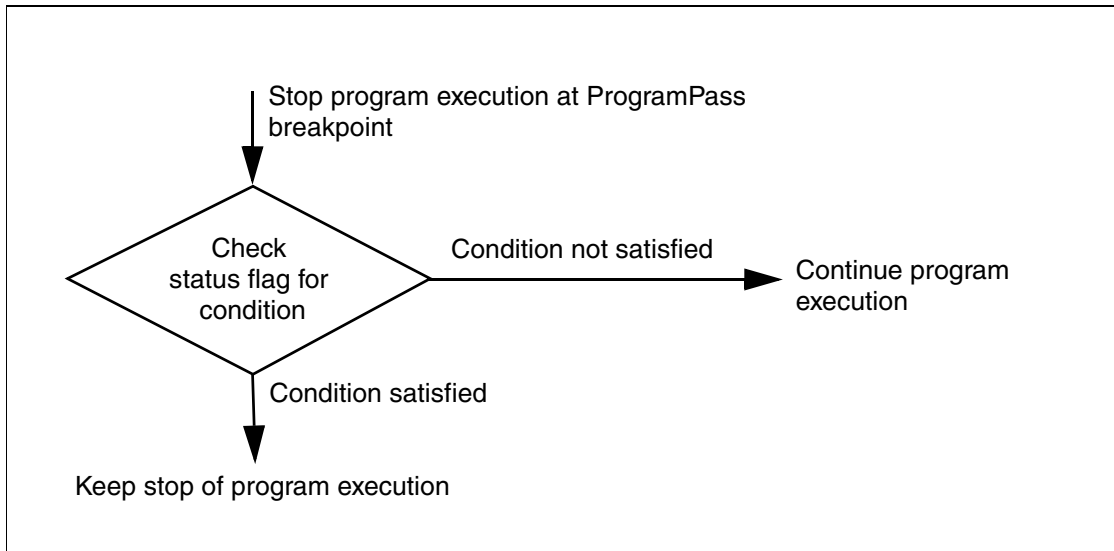 Stop program execution at ProgramPass
breakpoint
Check
status flag for
condition
Condition not satisfied
Continue program
execution
Condition satisfied
Keep stop of program execution